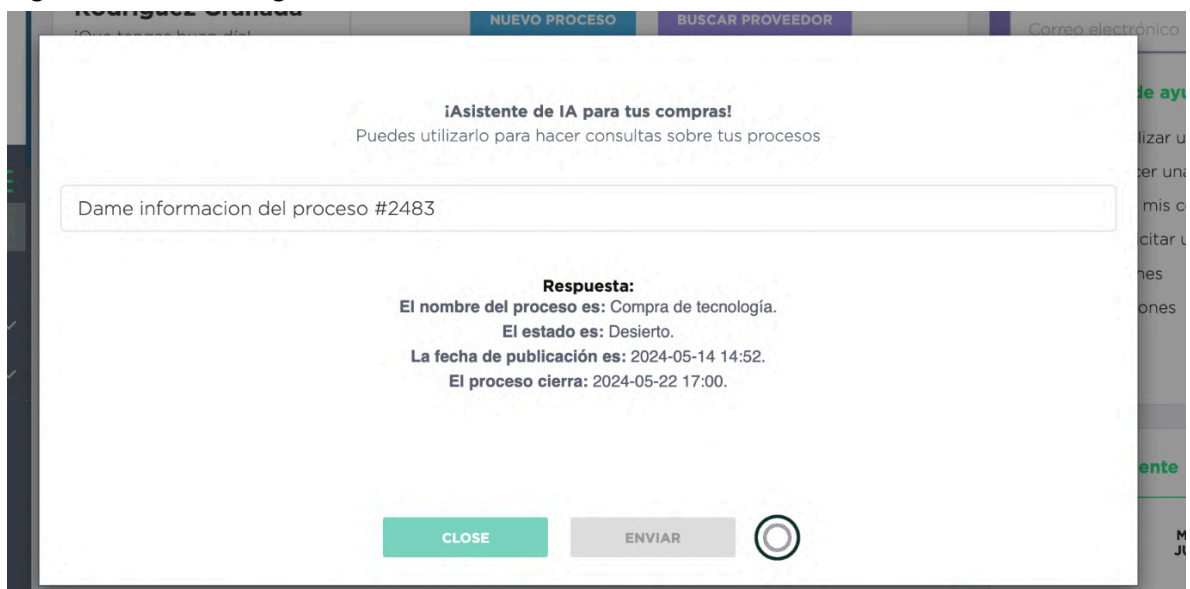 NUEVO PROCESO
BUSCAR PROVEEDOR
Correo electrónico
¡Asistente de IA para tus compras!
Puedes utilizarlo para hacer consultas sobre tus procesos
Dame informacion del proceso #2483
Respuesta:
El nombre del proceso es: Compra de tecnología.
El estado es: Desierto.
La fecha de publicación es: 2024-05-14 14:52.
El proceso cierra: 2024-05-22 17:00.
CLOSE
ENVIAR